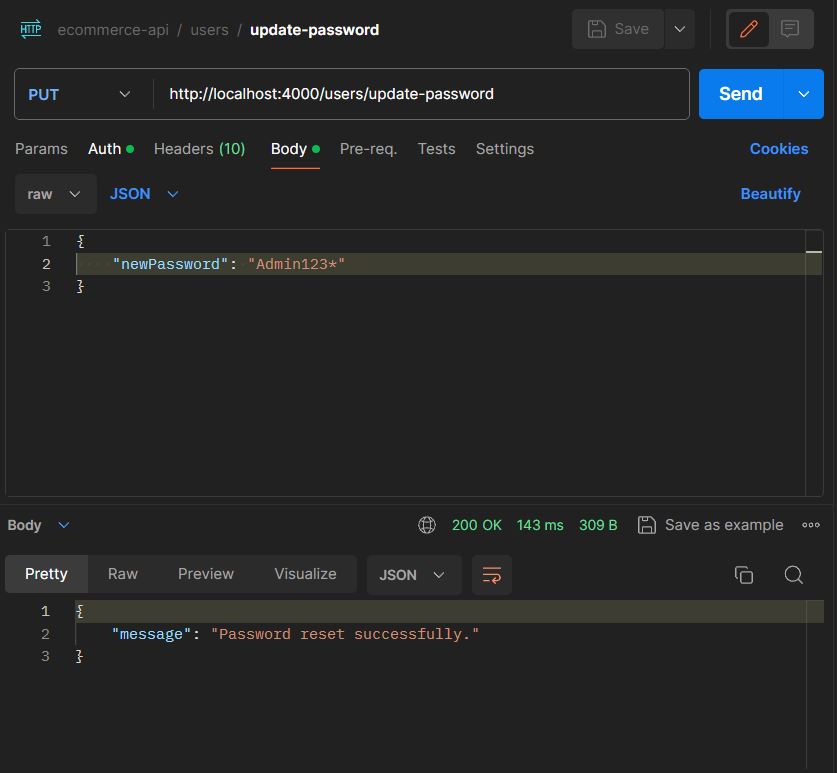 HTTP ecommerce-api / users / update-password Save
PUT http://localhost:4000/users/update-password Send
Params Auth Headers (10) Body Pre-req. Tests Settings Cookies
raw JSON Beautify
1 {
2 "newPassword": "Admin123*"
3 }
Body 200 OK 143 ms 309 B Save as example
Pretty Raw Preview Visualize JSON
1 {
2 "message": "Password reset successfully."
3 }